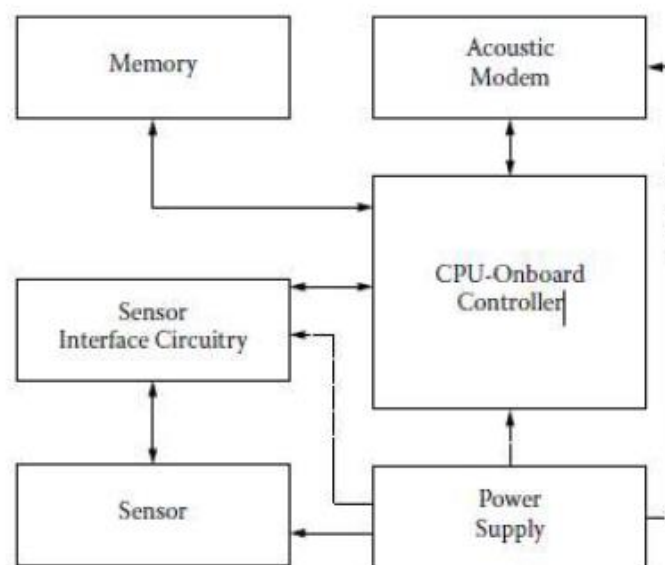 Memory
Acoustic
Modem
CPU-Onboard
Controller
Sensor
Interface Circuitry
Sensor
Power
Supply